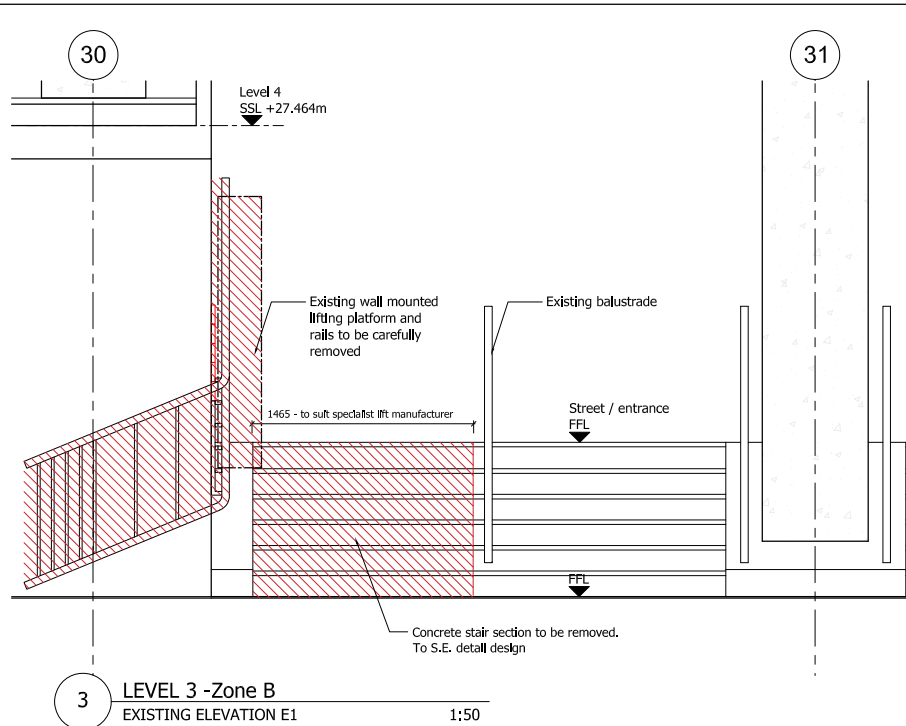 30
31
Level 4
SSL +27.464m
Existing wall mounted
lifting platform and
rails to be carefully
removed
Existing balustrade
1465 - to suit specialist lift manufacturer
Street / entrance
FFL
FFL
Concrete stair section to be removed.
To S.E. detail design
3
LEVEL 3 -Zone B
EXISTING ELEVATION E1 1:50